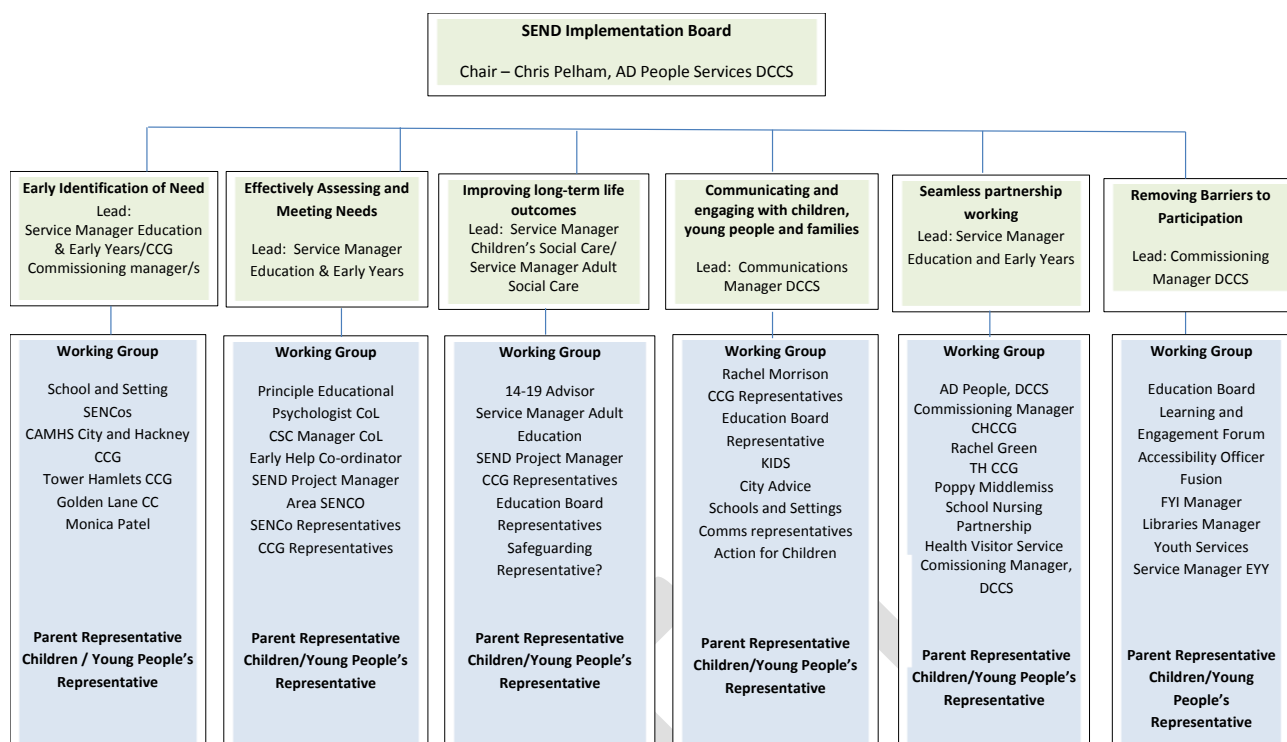 SEND Implementation Board
Chair – Chris Pelham, AD People Services DCCS
Early Identification of Need
Lead:
Service Manager Education
& Early Years/CCG
Commissioning manager/s
Effectively Assessing and
Meeting Needs
Lead: Service Manager
Education & Early Years
Improving long-term life
outcomes
Lead: Service Manager
Children's Social Care/
Service Manager Adult
Social Care
Communicating and
engaging with children,
young people and families
Lead: Communications
Manager DCCS
Seamless partnership
working
Lead: Service Manager
Education and Early Years
Removing Barriers to
Participation
Lead: Commissioning
Manager DCCS
Working Group
School and Setting
SENCos
CAMHS City and Hackney
CCG
Tower Hamlets CCG
Golden Lane CC
Monica Patel
Parent Representative
Children / Young People's
Representative
Working Group
Principle Educational
Psychologist CoL
CSC Manager CoL
Early Help Co-ordinator
SEND Project Manager
Area SENCO
SENCo Representatives
CCG Representatives
Parent Representative
Children/Young People's
Representative
Working Group
14-19 Advisor
Service Manager Adult
Education
SEND Project Manager
CCG Representatives
Education Board
Representatives
Safeguarding
Representative?
Parent Representative
Children/Young People's
Representative
Working Group
Rachel Morrison
CCG Representatives
Education Board
Representative
KIDS
City Advice
Schools and Settings
Comms representatives
Action for Children
Parent Representative
Children/Young People's
Representative
Working Group
AD People, DCCS
Commissioning Manager
CHCCG
Rachel Green
TH CCG
Poppy Middlemiss
School Nursing
Partnership
Health Visitor Service
Comissioning Manager,
DCCS
Parent Representative
Children/Young People's
Representative
Working Group
Education Board
Learning and
Engagement Forum
Accessibility Officer
Fusion
FYI Manager
Libraries Manager
Youth Services
Service Manager EYY
Parent Representative
Children/Young
People's
Representative